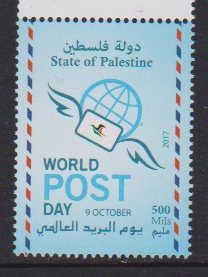 دولة فلسطين
State of Palestine
2017
WORLD
POST
DAY 9 OCTOBER
500
Mils
مليم
يوم البريد العالمي